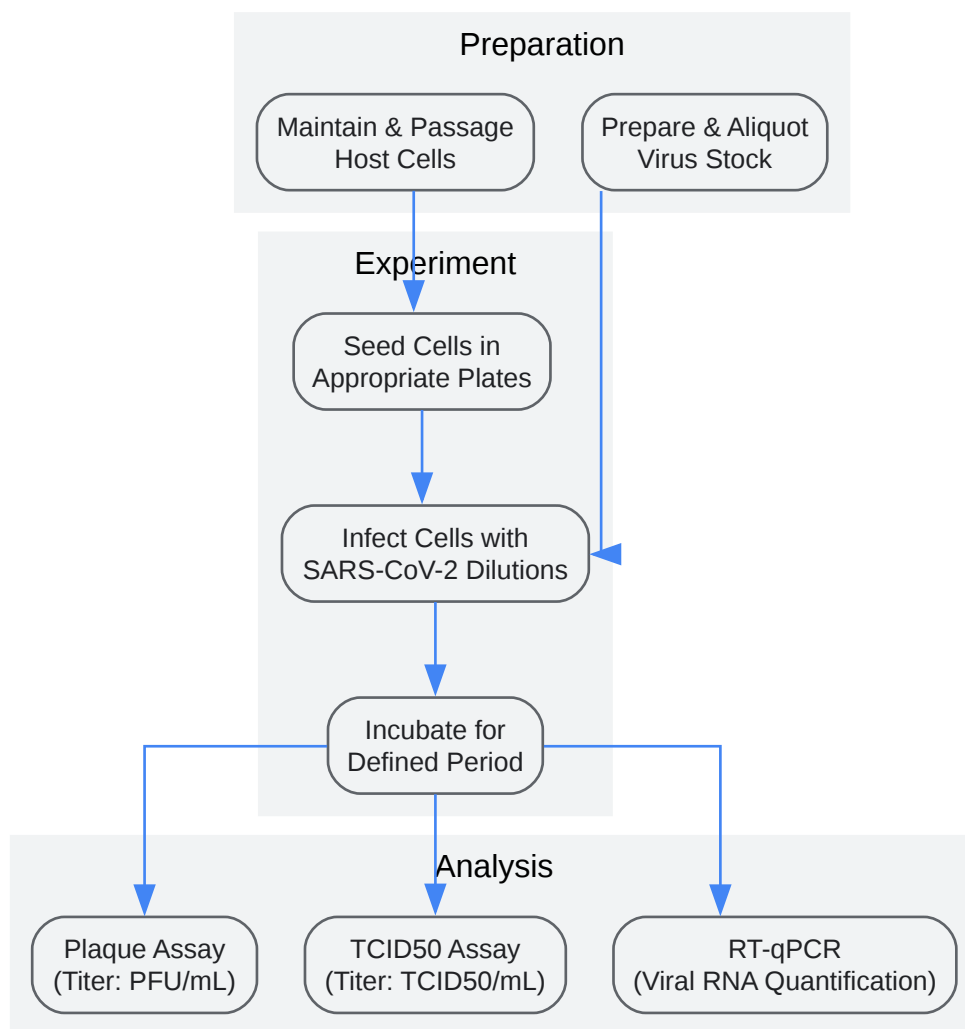 Preparation
Maintain & Passage
Host Cells
Prepare & Aliquot
Virus Stock
Experiment
Seed Cells in
Appropriate Plates
Infect Cells with
SARS-CoV-2 Dilutions
Incubate for
Defined Period
Analysis
Plaque Assay
(Titer: PFU/mL)
TCID50 Assay
(Titer: TCID50/mL)
RT-qPCR
(Viral RNA Quantification)